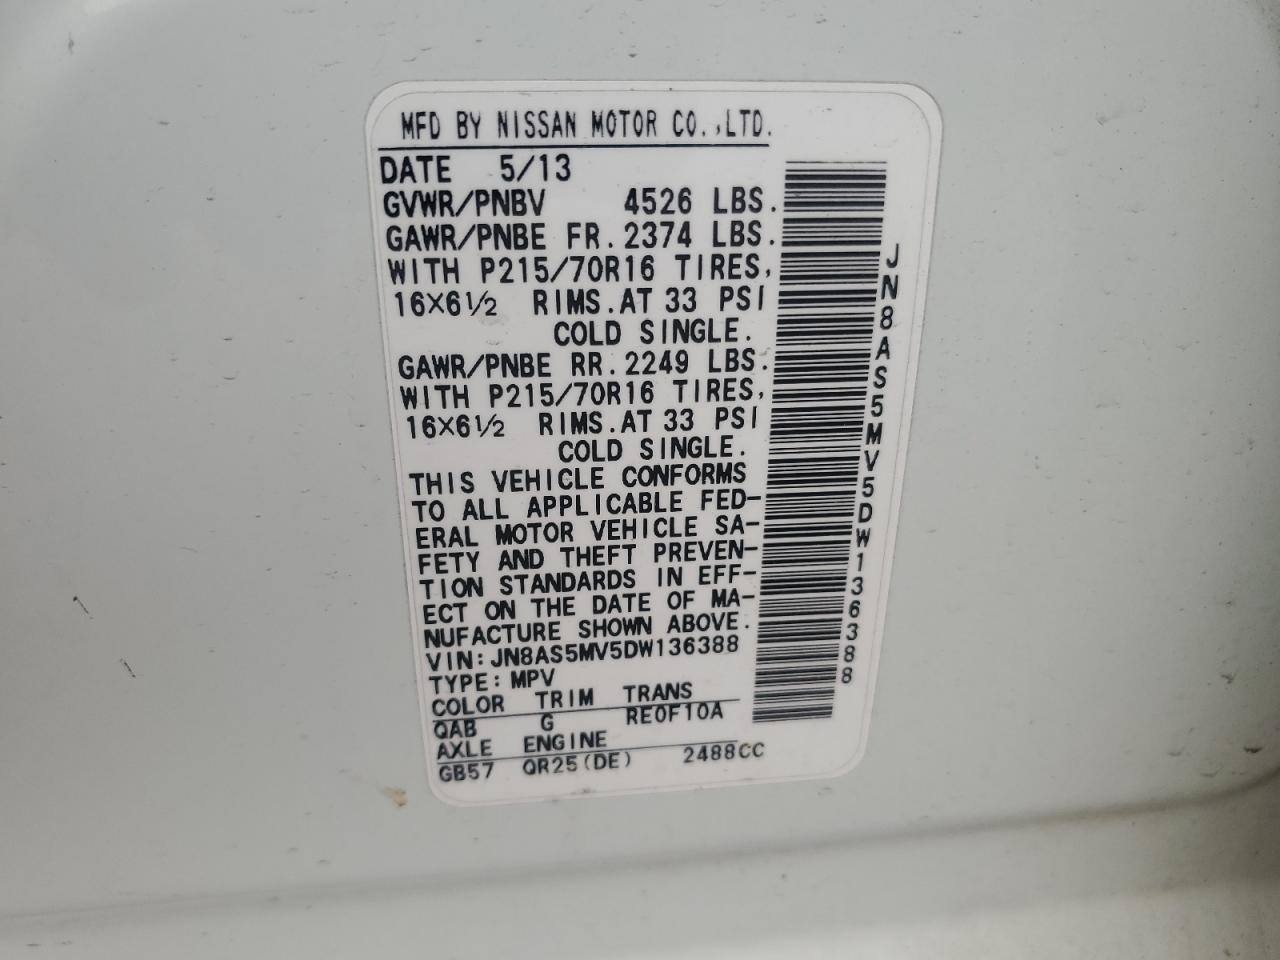 MFD BY NISSAN MOTOR CO.,LTD.
DATE 5/13
GVWR/PNBV 4526 LBS.
GAWR/PNBE FR. 2374 LBS.
WITH P215/70R16 TIRES,
16X6½ RIMS. AT 33 PSI
COLD SINGLE.
GAWR/PNBE RR. 2249 LBS.
WITH P215/70R16 TIRES,
16X6½ RIMS. AT 33 PSI
COLD SINGLE.
THIS VEHICLE CONFORMS
TO ALL APPLICABLE FED-
ERAL MOTOR VEHICLE SA-
FETY AND THEFT PREVEN-
TION STANDARDS IN EFF-
ECT ON THE DATE OF MA-
NUFACTURE SHOWN ABOVE.
VIN: JN8AS5MV5DW136388
TYPE: MPV
COLOR TRIM TRANS
QAB G RE0F10A
AXLE ENGINE
GB57 QR25(DE) 2488CC
JN8AS5MV5DW136388